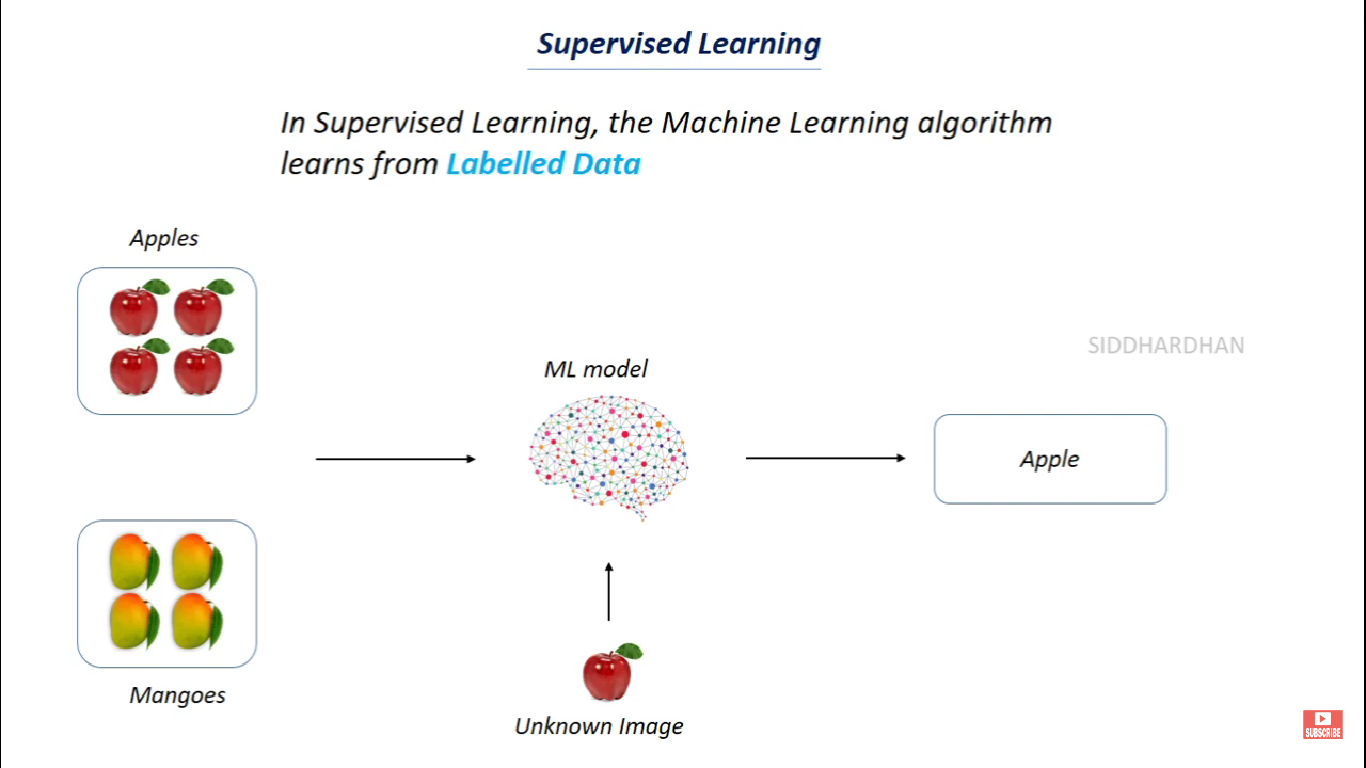 Supervised Learning
In Supervised Learning, the Machine Learning algorithm
learns from Labelled Data
Apples
SIDDHARDHAN
ML model
Apple
Mangoes
Unknown Image
SUBSCRIBE